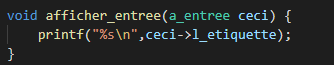 void afficher_entree(a_entree ceci) {
    printf("%s\n",ceci->l_etiquette);
}